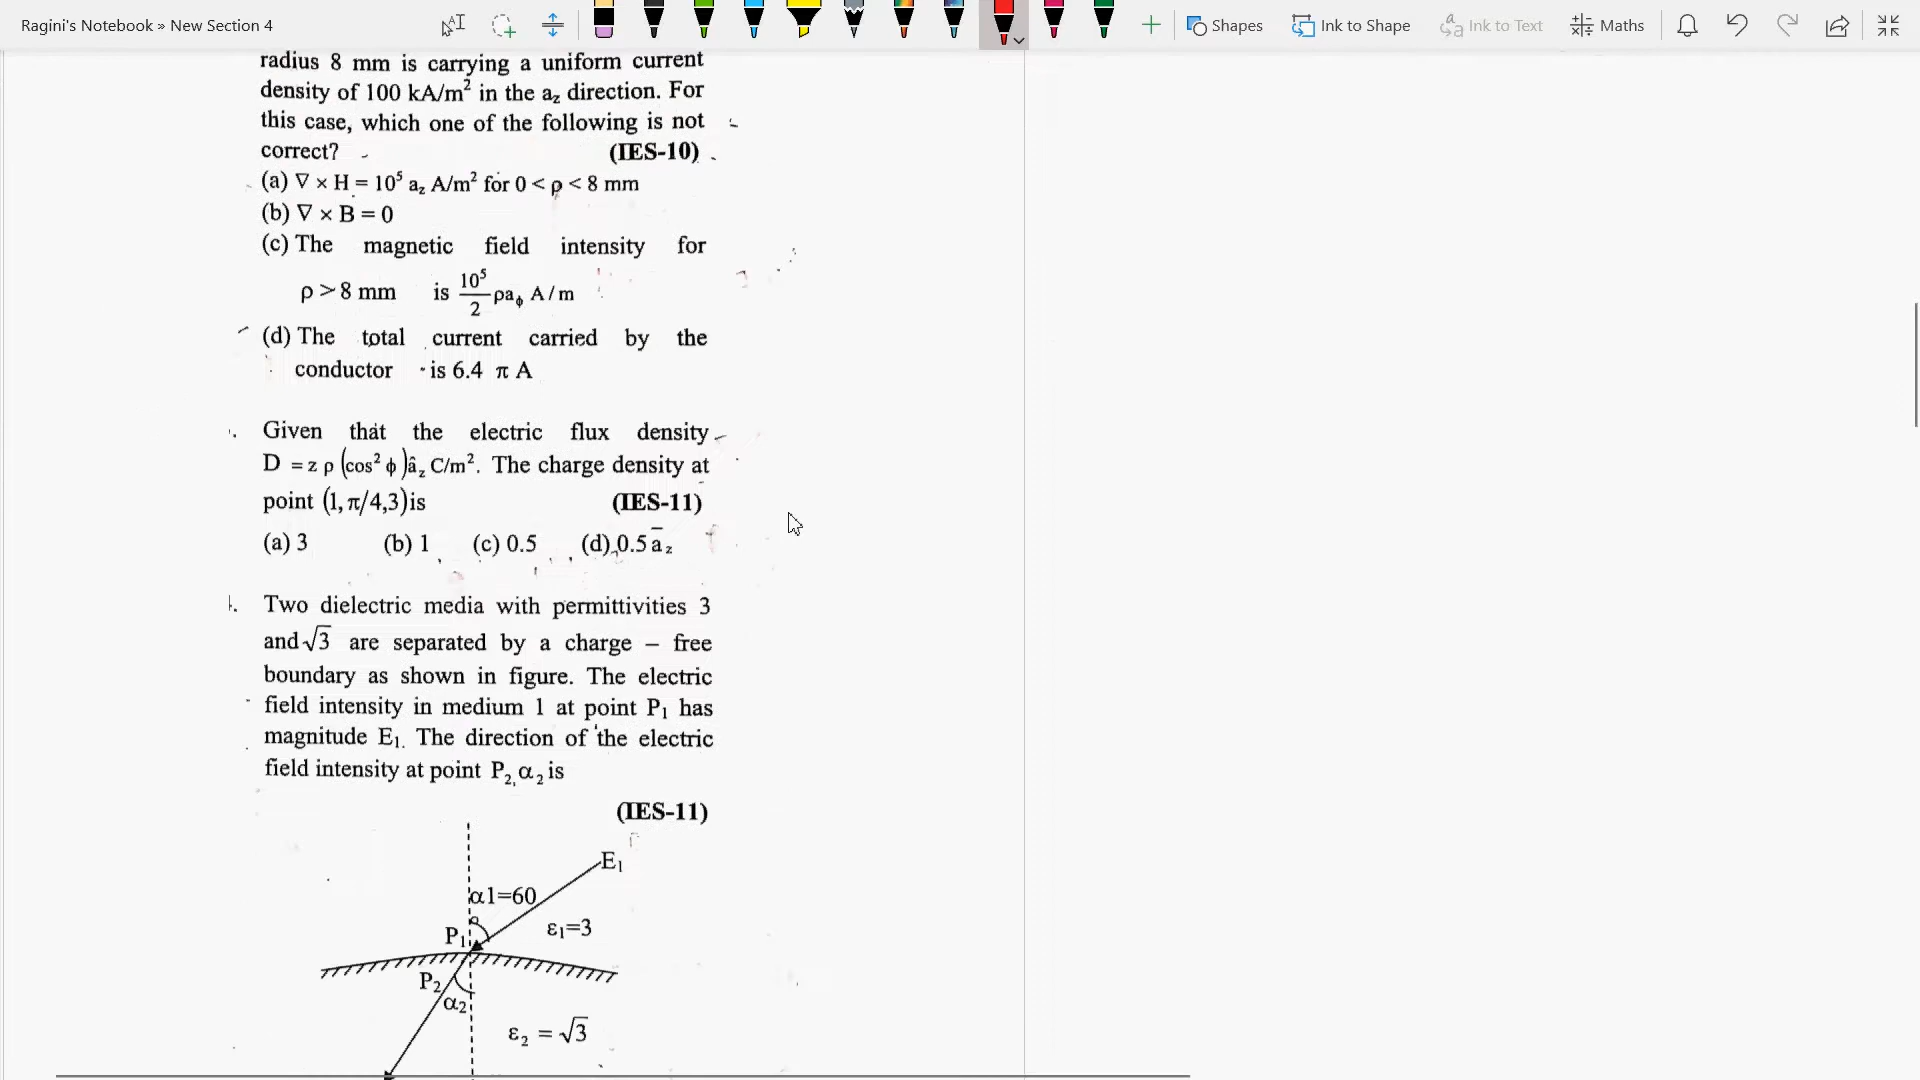 Ragini's Notebook » New Section 4
Shapes
Ink to Shape
Ink to Text
Maths
radius 8 mm is carrying a uniform current
density of 100 kA/m² in the a_z direction. For
this case, which one of the following is not
correct? (IES-10)
(a) ∇ × H = 10⁵ a_z A/m² for 0 < ρ < 8 mm
(b) ∇ × B = 0
(c) The magnetic field intensity for
ρ > 8 mm is 10⁵/2 ρa_ϕ A/m
(d) The total current carried by the
conductor is 6.4 π A
Given that the electric flux density
D = z ρ (cos² ϕ)â_z C/m². The charge density at
point (1, π/4,3)is (IES-11)
(a) 3 (b) 1 (c) 0.5 (d) 0.5 a̅_z
Two dielectric media with permittivities 3
and √3 are separated by a charge – free
boundary as shown in figure. The electric
field intensity in medium 1 at point P₁ has
magnitude E₁. The direction of the electric
field intensity at point P₂, α₂ is
(IES-11)
E₁
α1=60
ε₁=3
P₁
P₂
α₂
ε₂ = √3